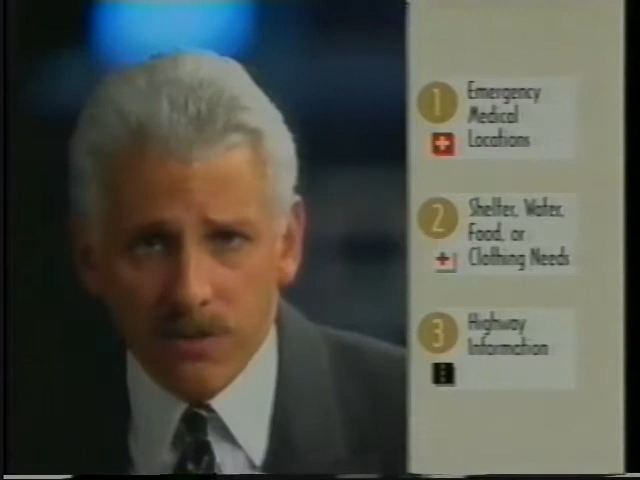 1
Emergency
Medical
Locations
2
Shelter, Water,
Food, or
Clothing Needs
3
Highway
Information